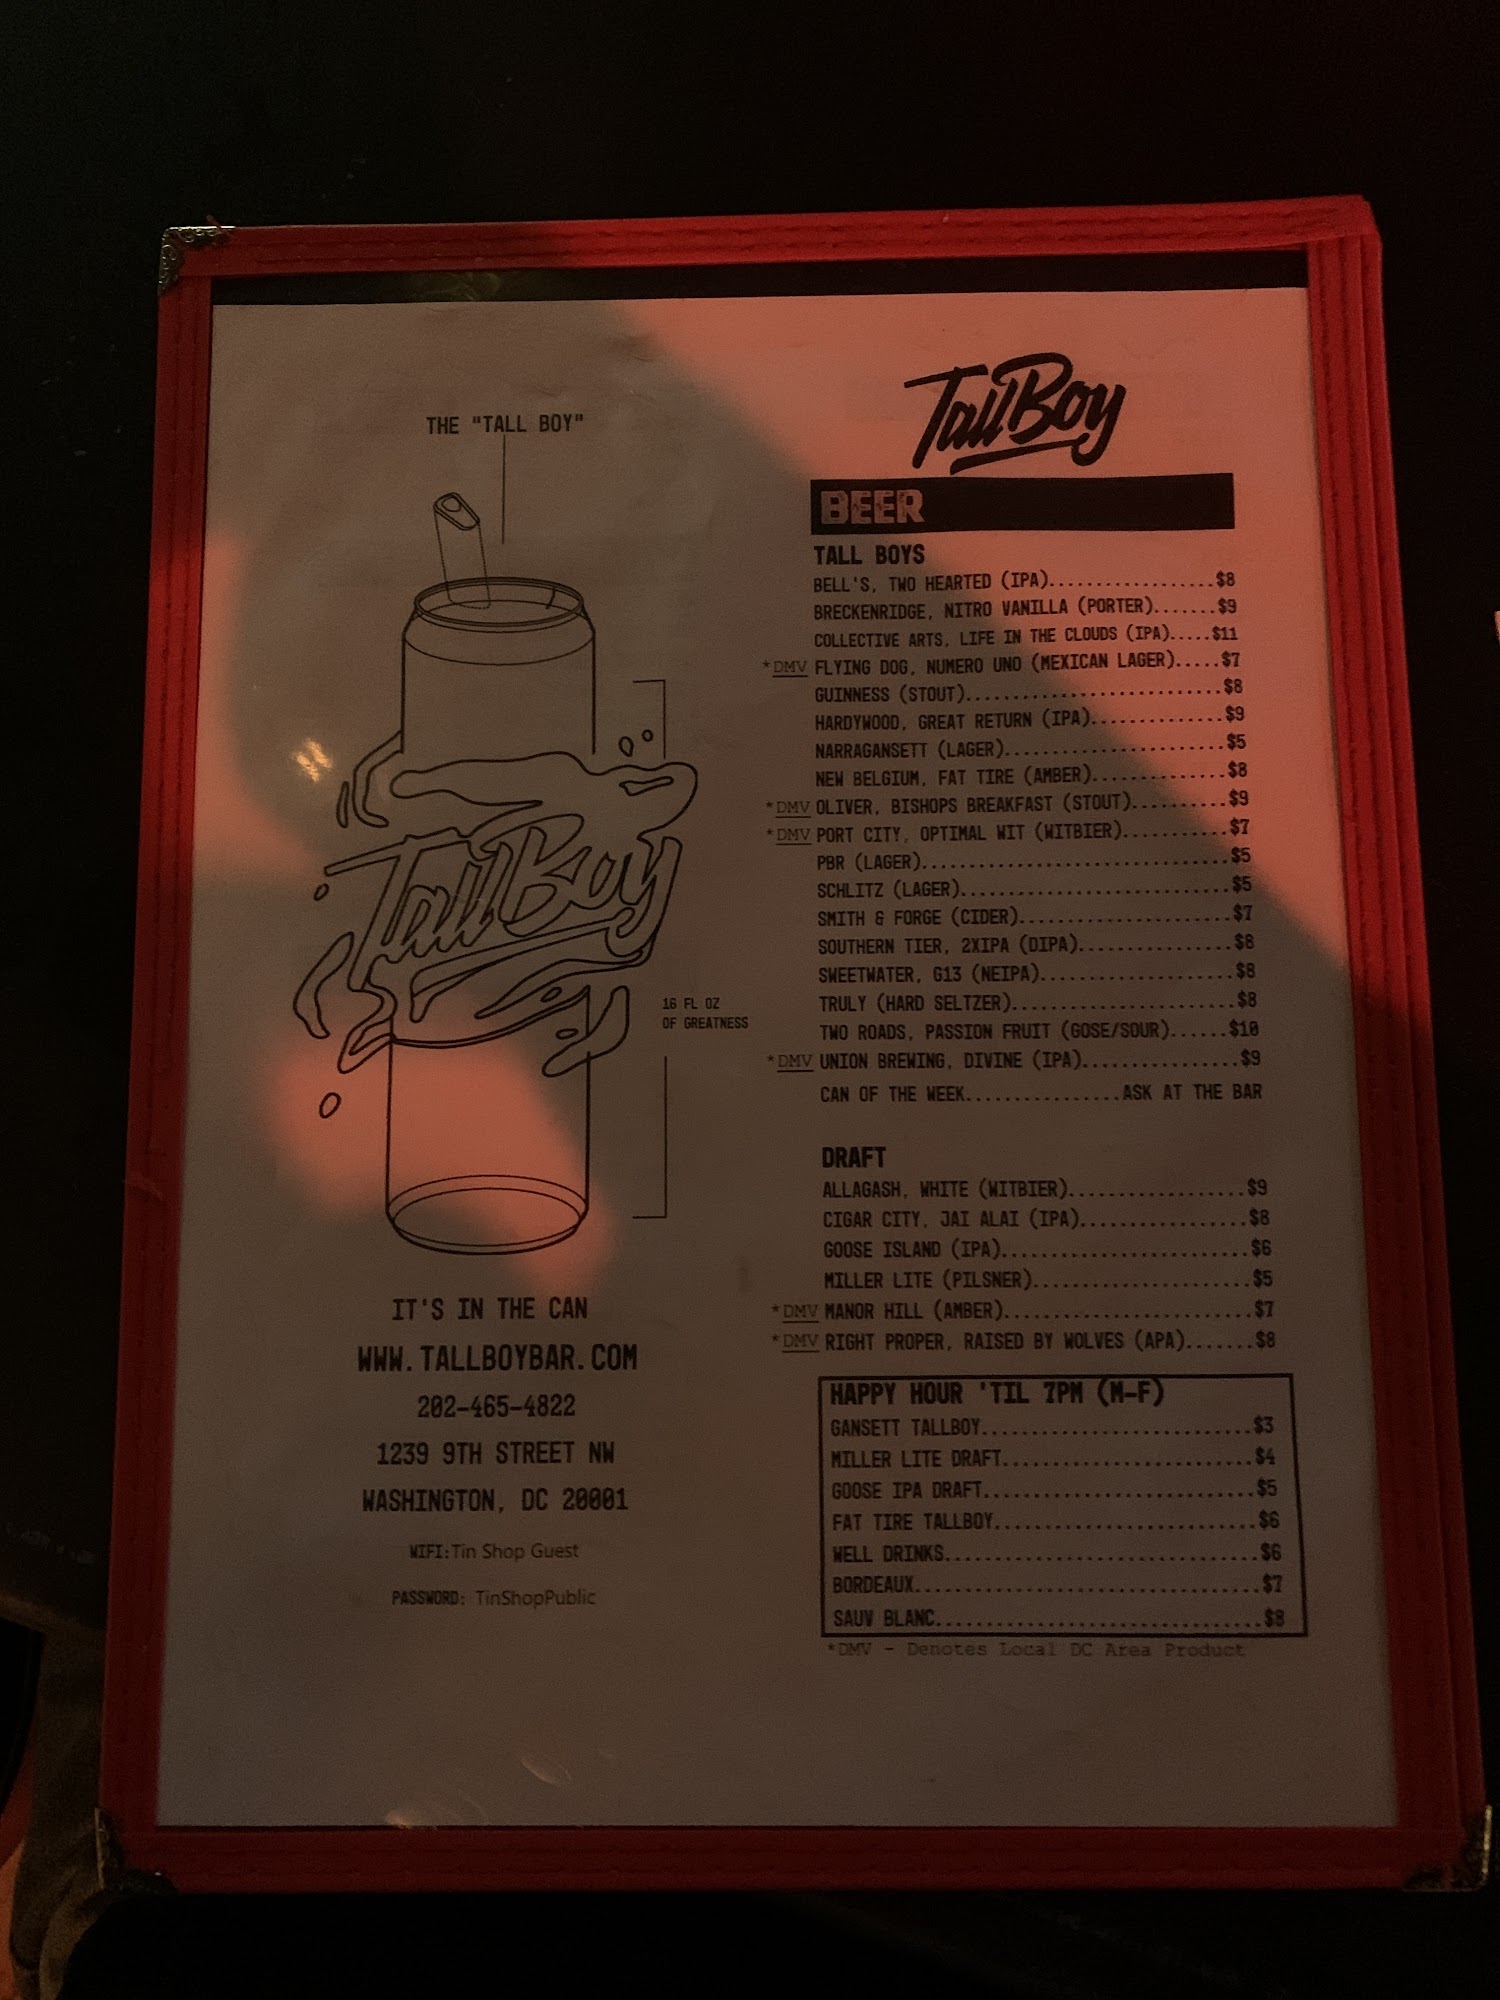 THE "TALL BOY"
TallBoy
16 FL OZ
OF GREATNESS
IT'S IN THE CAN
WWW.TALLBOYBAR.COM
202-465-4822
1239 9TH STREET NW
WASHINGTON, DC 20001
WIFI:Tin Shop Guest
PASSWORD: TinShopPublic
TallBoy
BEER
TALL BOYS
BELL'S, TWO HEARTED (IPA)..................$8
BRECKENRIDGE, NITRO VANILLA (PORTER).......$9
COLLECTIVE ARTS, LIFE IN THE CLOUDS (IPA).....$11
*DMV FLYING DOG, NUMERO UNO (MEXICAN LAGER).....$7
GUINNESS (STOUT)............................$8
HARDYWOOD, GREAT RETURN (IPA)..............$9
NARRAGANSETT (LAGER)........................$5
NEW BELGIUM, FAT TIRE (AMBER)..............$8
*DMV OLIVER, BISHOPS BREAKFAST (STOUT)..........$9
*DMV PORT CITY, OPTIMAL WIT (WITBIER)...........$7
PBR (LAGER).................................$5
SCHLITZ (LAGER).............................$5
SMITH & FORGE (CIDER).......................$7
SOUTHERN TIER, 2XIPA (DIPA)................$8
SWEETWATER, G13 (NEIPA)....................$8
TRULY (HARD SELTZER)........................$8
TWO ROADS, PASSION FRUIT (GOSE/SOUR)......$10
*DMV UNION BREWING, DIVINE (IPA)................$9
CAN OF THE WEEK................ASK AT THE BAR
DRAFT
ALLAGASH, WHITE (WITBIER)..................$9
CIGAR CITY, JAI ALAI (IPA).................$8
GOOSE ISLAND (IPA)..........................$6
MILLER LITE (PILSNER).......................$5
*DMV MANOR HILL (AMBER)..........................$7
*DMV RIGHT PROPER, RAISED BY WOLVES (APA).......$8
HAPPY HOUR 'TIL 7PM (M-F)
GANSETT TALLBOY............................$3
MILLER LITE DRAFT..........................$4
GOOSE IPA DRAFT............................$5
FAT TIRE TALLBOY...........................$6
WELL DRINKS................................$6
BORDEAUX...................................$7
SAUV BLANC.................................$8
*DMV - Denotes Local DC Area Product